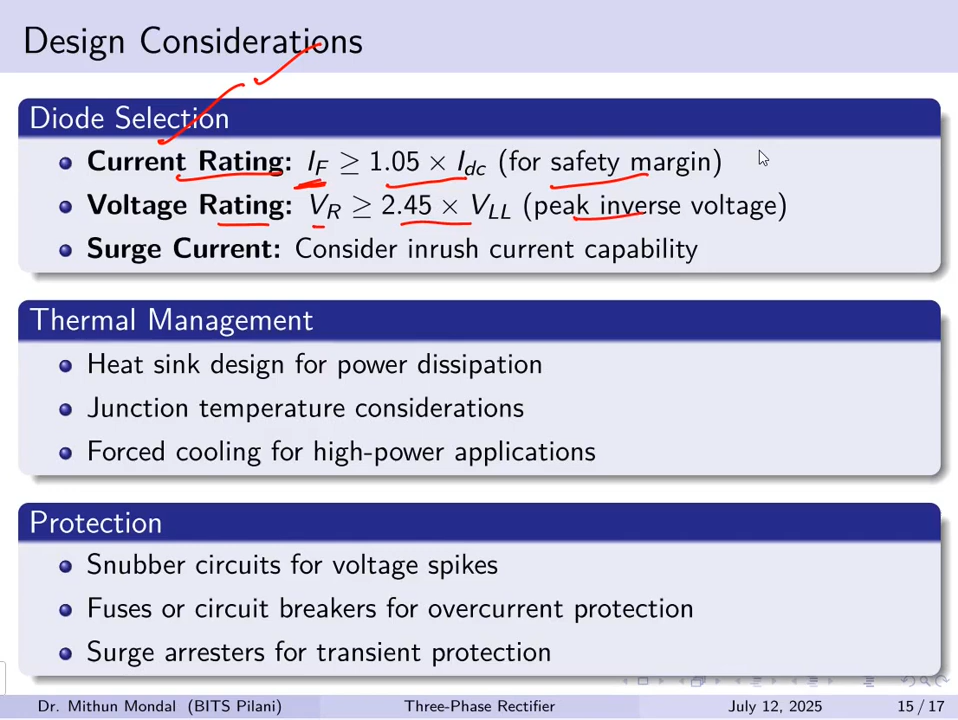 Design Considerations
Diode Selection
Current Rating: I_F ≥ 1.05 × I_dc (for safety margin)
Voltage Rating: V_R ≥ 2.45 × V_LL (peak inverse voltage)
Surge Current: Consider inrush current capability
Thermal Management
Heat sink design for power dissipation
Junction temperature considerations
Forced cooling for high-power applications
Protection
Snubber circuits for voltage spikes
Fuses or circuit breakers for overcurrent protection
Surge arresters for transient protection
Dr. Mithun Mondal (BITS Pilani) Three-Phase Rectifier July 12, 2025 15 / 17